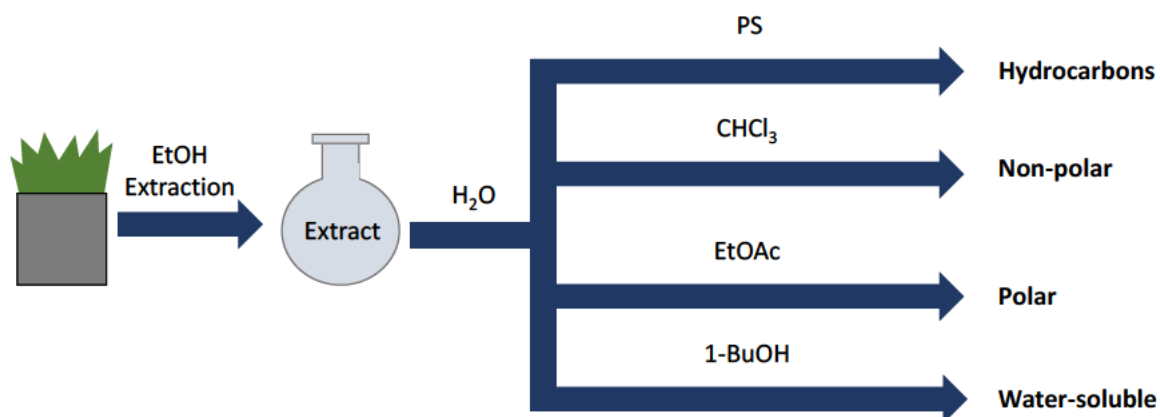 EtOH
Extraction
Extract
H₂O
PS
Hydrocarbons
CHCl₃
Non-polar
EtOAc
Polar
1-BuOH
Water-soluble